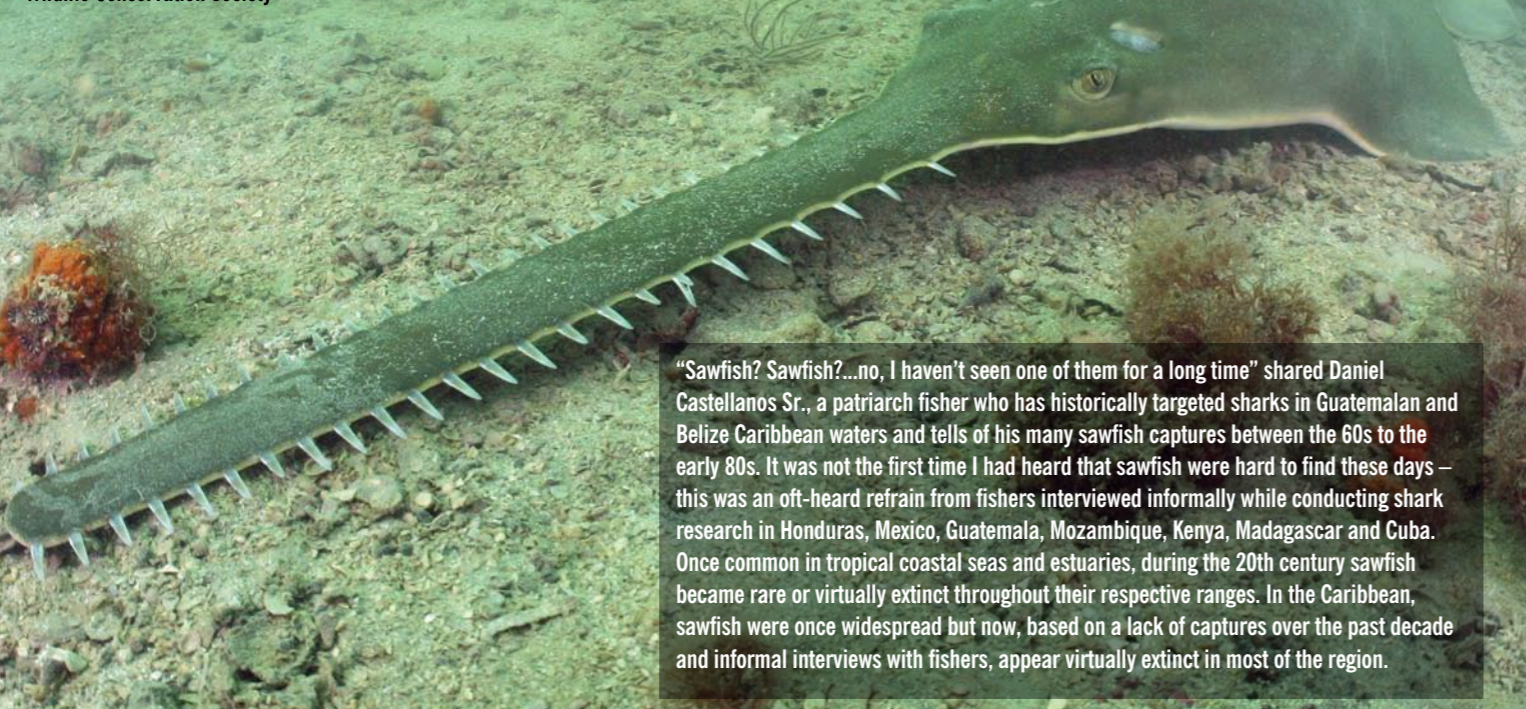 "Sawfish? Sawfish?...no, I haven't seen one of them for a long time" shared Daniel
Castellanos Sr., a patriarch fisher who has historically targeted sharks in Guatemalan and
Belize Caribbean waters and tells of his many sawfish captures between the 60s to the
early 80s. It was not the first time I had heard that sawfish were hard to find these days –
this was an oft-heard refrain from fishers interviewed informally while conducting shark
research in Honduras, Mexico, Guatemala, Mozambique, Kenya, Madagascar and Cuba.
Once common in tropical coastal seas and estuaries, during the 20th century sawfish
became rare or virtually extinct throughout their respective ranges. In the Caribbean,
sawfish were once widespread but now, based on a lack of captures over the past decade
and informal interviews with fishers, appear virtually extinct in most of the region.